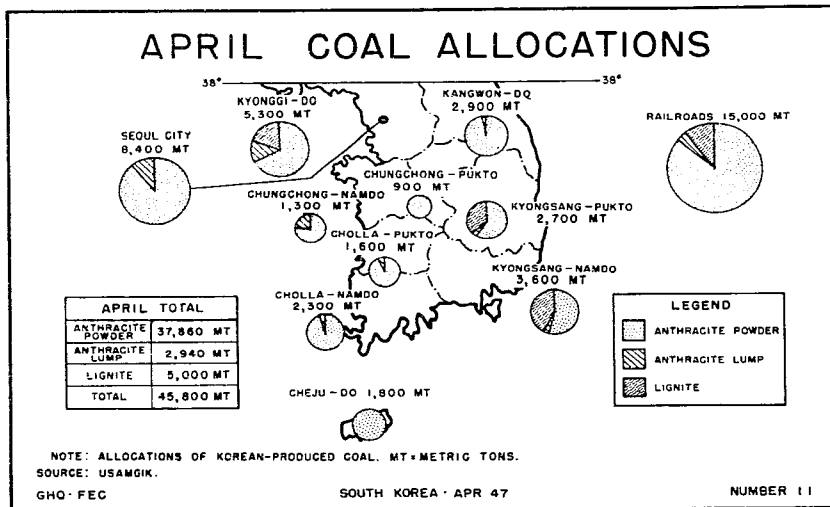 APRIL COAL ALLOCATIONS
38° 38°
KYONGGI-DO
5,300 MT
KANGWON-DO
2,900 MT
SEOUL CITY
8,400 MT
RAILROADS 15,000 MT
CHUNGCHONG-PUKTO
900 MT
CHUNGCHONG-NAMDO
1,300 MT
KYONGSANG-PUKTO
2,700 MT
CHOLLA-PUKTO
1,600 MT
KYONGSANG-NAMDO
3,600 MT
CHOLLA-NAMDO
2,300 MT
CHEJU-DO 1,800 MT
APRIL TOTAL
ANTHRACITE POWDER 37,860 MT
ANTHRACITE LUMP 2,940 MT
LIGNITE 5,000 MT
TOTAL 45,800 MT
LEGEND
ANTHRACITE POWDER
ANTHRACITE LUMP
LIGNITE
NOTE: ALLOCATIONS OF KOREAN-PRODUCED COAL. MT=METRIC TONS.
SOURCE: USAMGIK.
GHQ-FEC SOUTH KOREA - APR 47 NUMBER 11